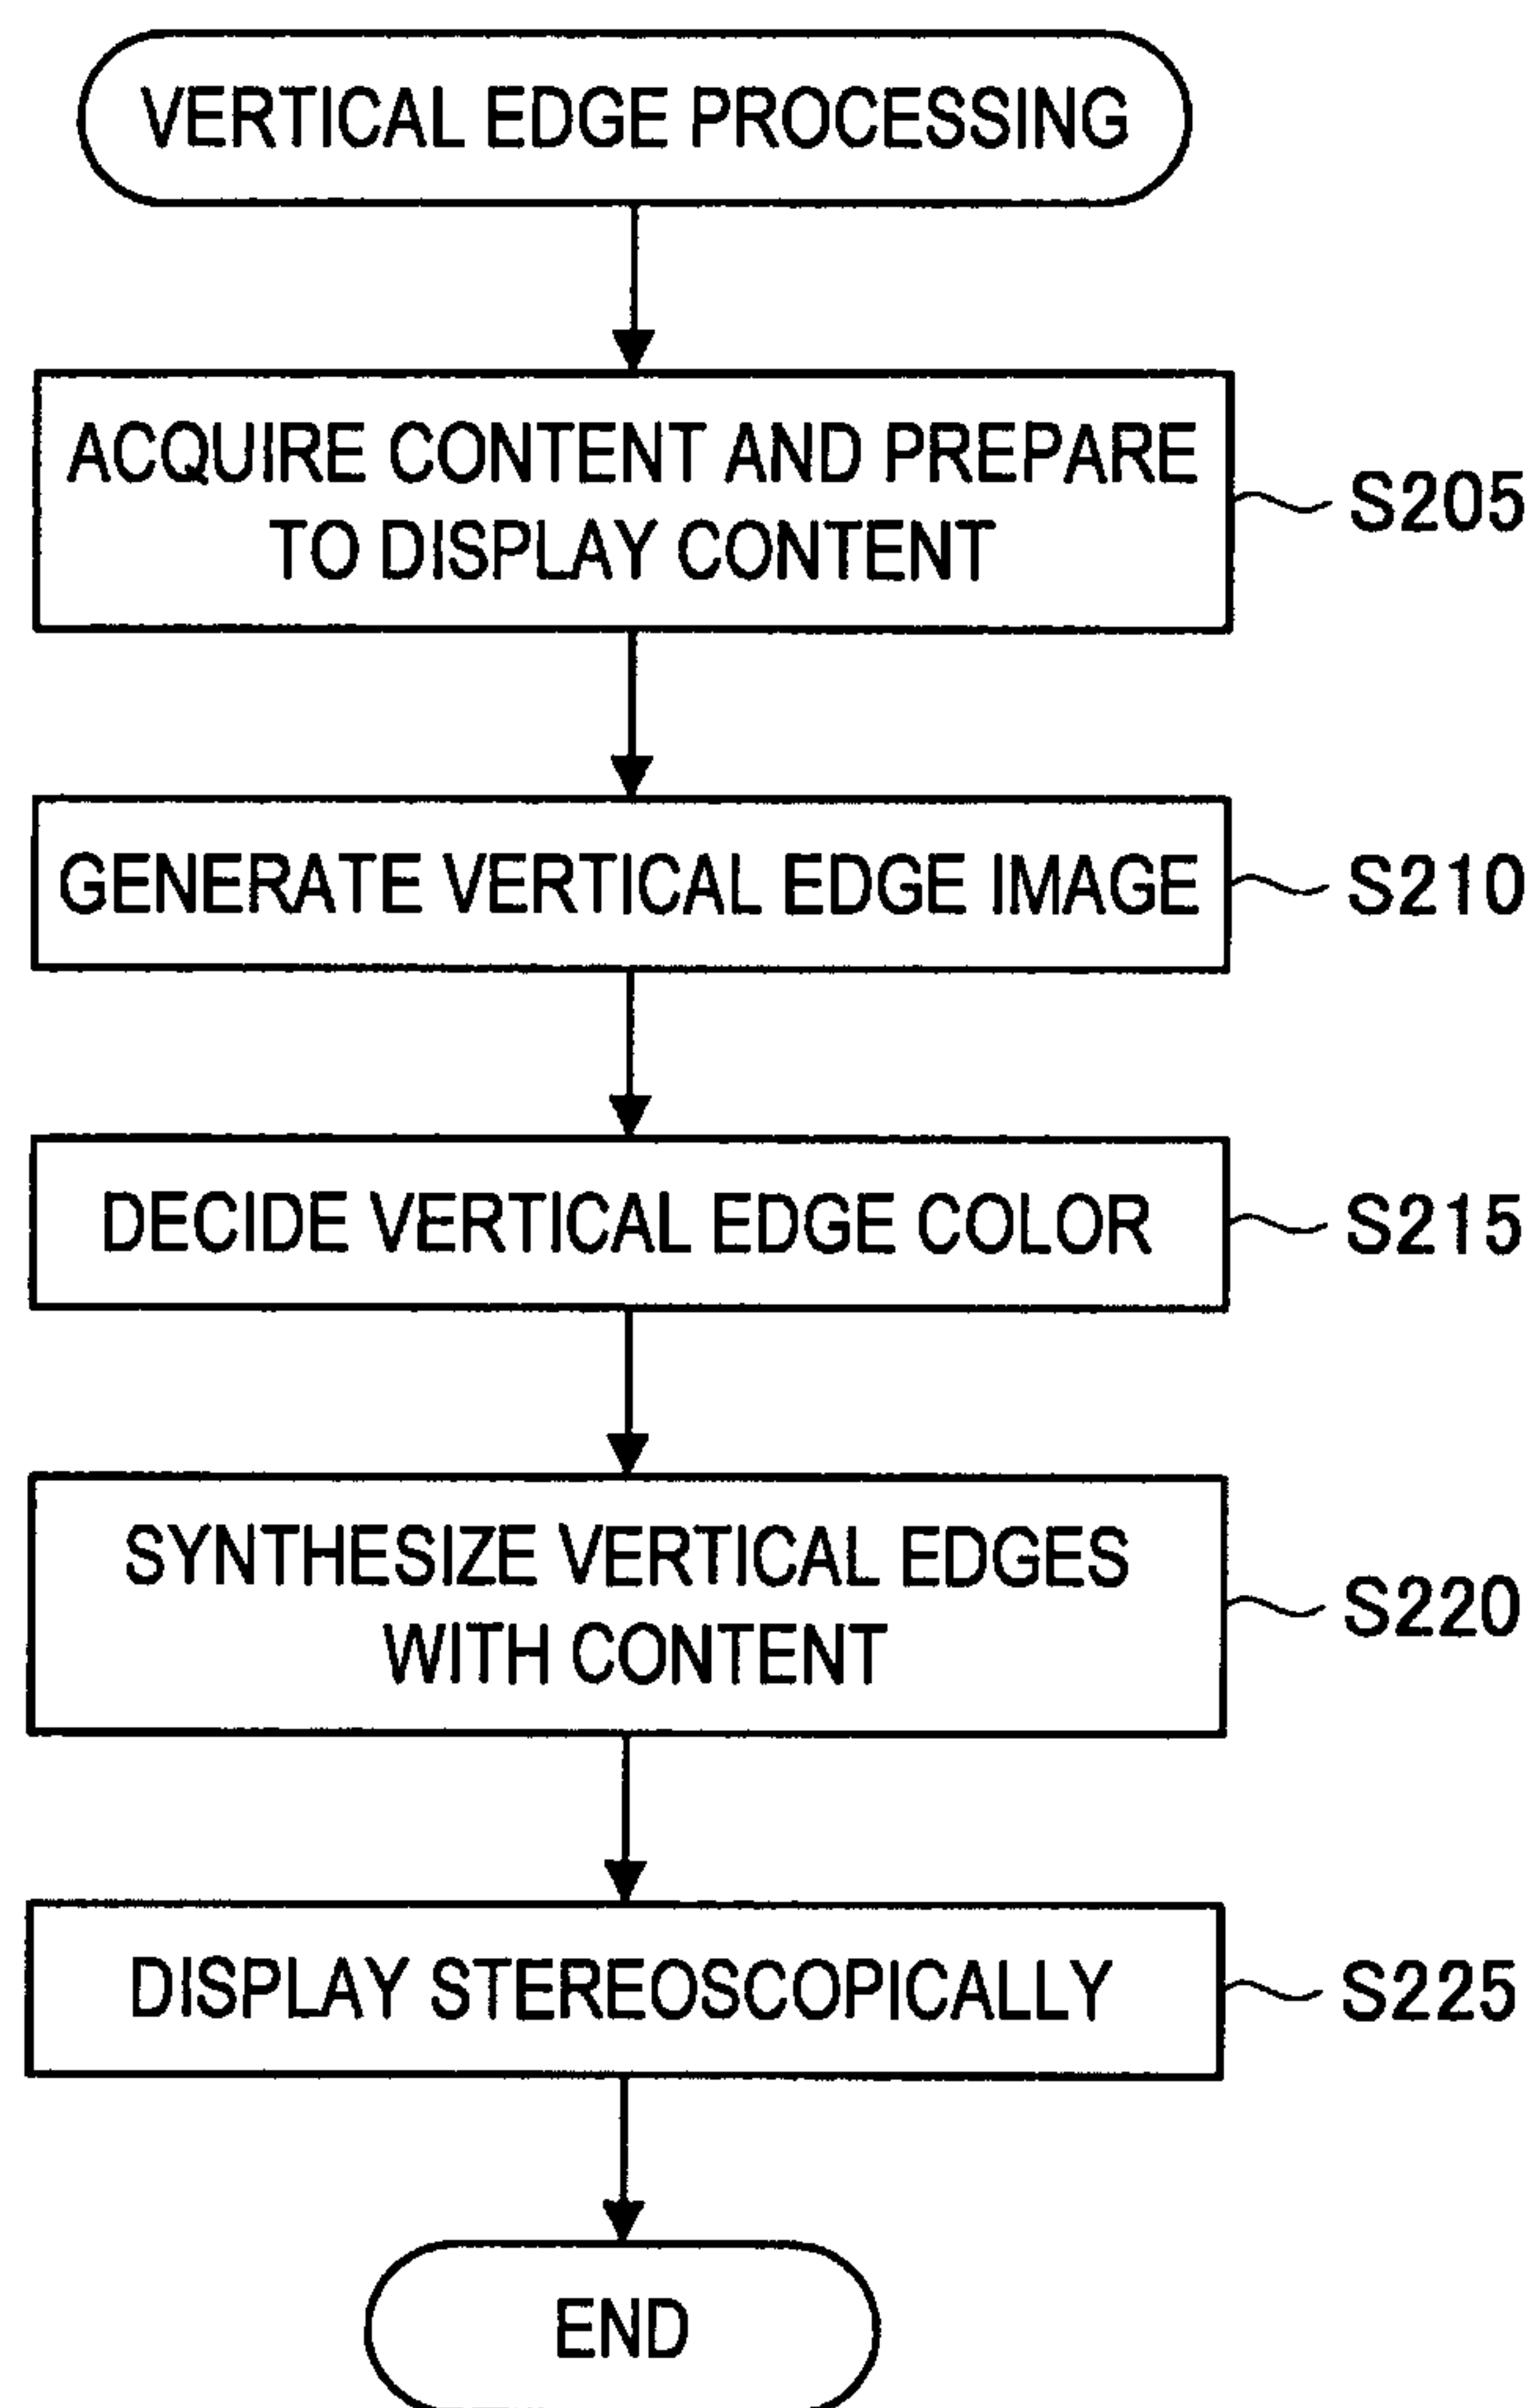 VERTICAL EDGE PROCESSING
ACQUIRE CONTENT AND PREPARE
TO DISPLAY CONTENT
S205
GENERATE VERTICAL EDGE IMAGE
S210
DECIDE VERTICAL EDGE COLOR
S215
SYNTHESIZE VERTICAL EDGES
WITH CONTENT
S220
DISPLAY STEREOSCOPICALLY
S225
END